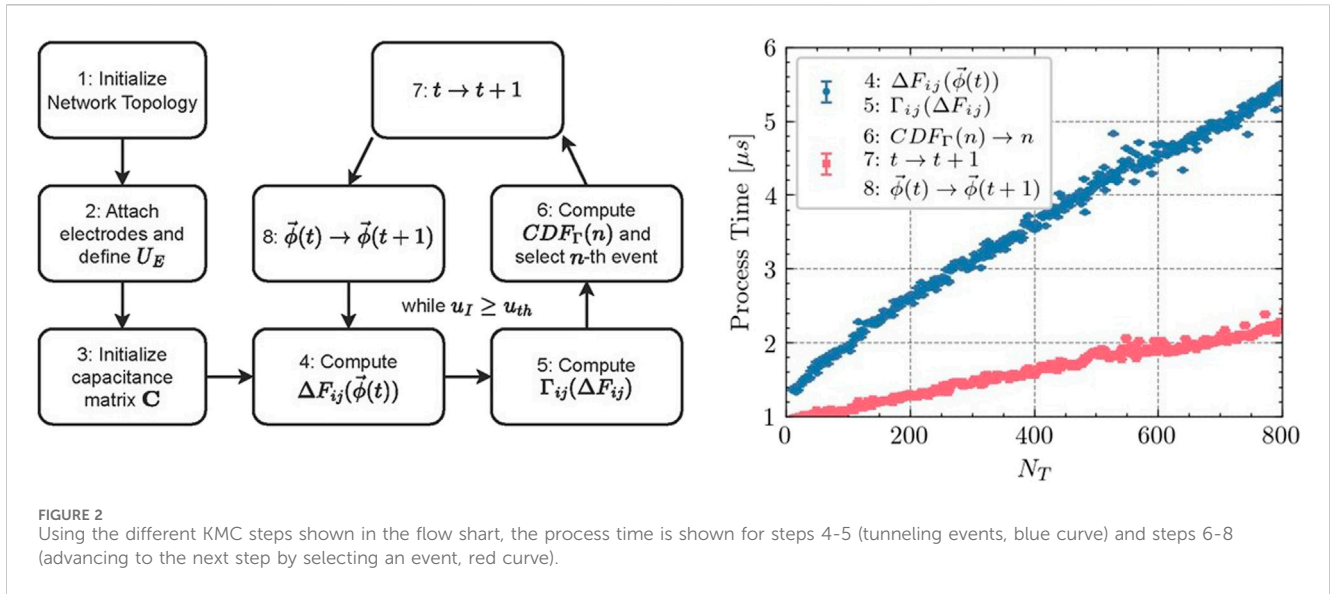 1: Initialize
Network Topology
2: Attach
electrodes and
define U_E
3: Initialize
capacitance
matrix C
7: t → t + 1
8: ϕ⃗(t) → ϕ⃗(t + 1)
6: Compute
CDF_Γ(n) and
select n-th event
while u_I ≥ u_th
4: Compute
ΔF_ij(ϕ⃗(t))
5: Compute
Γ_ij(ΔF_ij)
Process Time [μs]
6
5
4
3
2
1
4: ΔF_ij(ϕ⃗(t))
5: Γ_ij(ΔF_ij)
6: CDF_Γ(n) → n
7: t → t + 1
8: ϕ⃗(t) → ϕ⃗(t + 1)
0 200 400 600 800
N_T
FIGURE 2
Using the different KMC steps shown in the flow shart, the process time is shown for steps 4-5 (tunneling events, blue curve) and steps 6-8
(advancing to the next step by selecting an event, red curve).